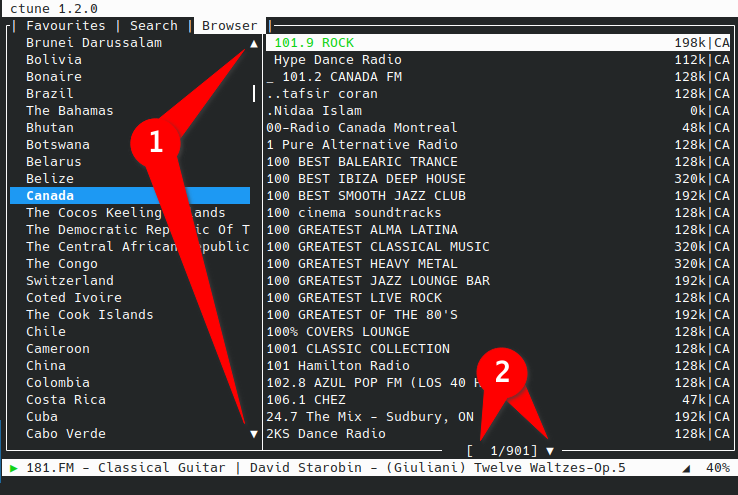 ctune 1.2.0
| Favourites | Search | Browser |
Brunei Darussalam ▲
Bolivia
Bonaire
Brazil
The Bahamas
Bhutan
Botswana
Belarus
Belize
Canada
The Cocos Keeling lands
The Democratic Rep Of T
The Central African epublic
The Congo
Switzerland
Coted Ivoire
The Cook Islands
Chile
Cameroon
China
Colombia
Costa Rica
Cuba
Cabo Verde ▼
1
101.9 ROCK 198k|CA
Hype Dance Radio 112k|CA
_ 101.2 CANADA FM 128k|CA
..tafsir coran 128k|CA
.Nidaa Islam 0k|CA
00-Radio Canada Montreal 48k|CA
1 Pure Alternative Radio 128k|CA
100 BEST BALEARIC TRANCE 128k|CA
100 BEST IBIZA DEEP HOUSE 320k|CA
100 BEST SMOOTH JAZZ CLUB 192k|CA
100 cinema soundtracks 128k|CA
100 GREATEST ALMA LATINA 128k|CA
100 GREATEST CLASSICAL MUSIC 320k|CA
100 GREATEST HEAVY METAL 320k|CA
100 GREATEST JAZZ LOUNGE BAR 192k|CA
100 GREATEST LIVE ROCK 128k|CA
100 GREATEST OF THE 80'S 192k|CA
100% COVERS LOUNGE 128k|CA
1001 CLASSIC COLLECTION 128k|CA
101 Hamilton Radio 128k|CA
102.8 AZUL POP FM (LOS 40 128k|CA
106.1 CHEZ 47k|CA
24.7 The Mix - Sudbury, ON 192k|CA
2KS Dance Radio 128k|CA
2
[ 1/901] ▼
▶ 181.FM - Classical Guitar | David Starobin - (Giuliani) Twelve Waltzes-Op.5 ◢ 40%